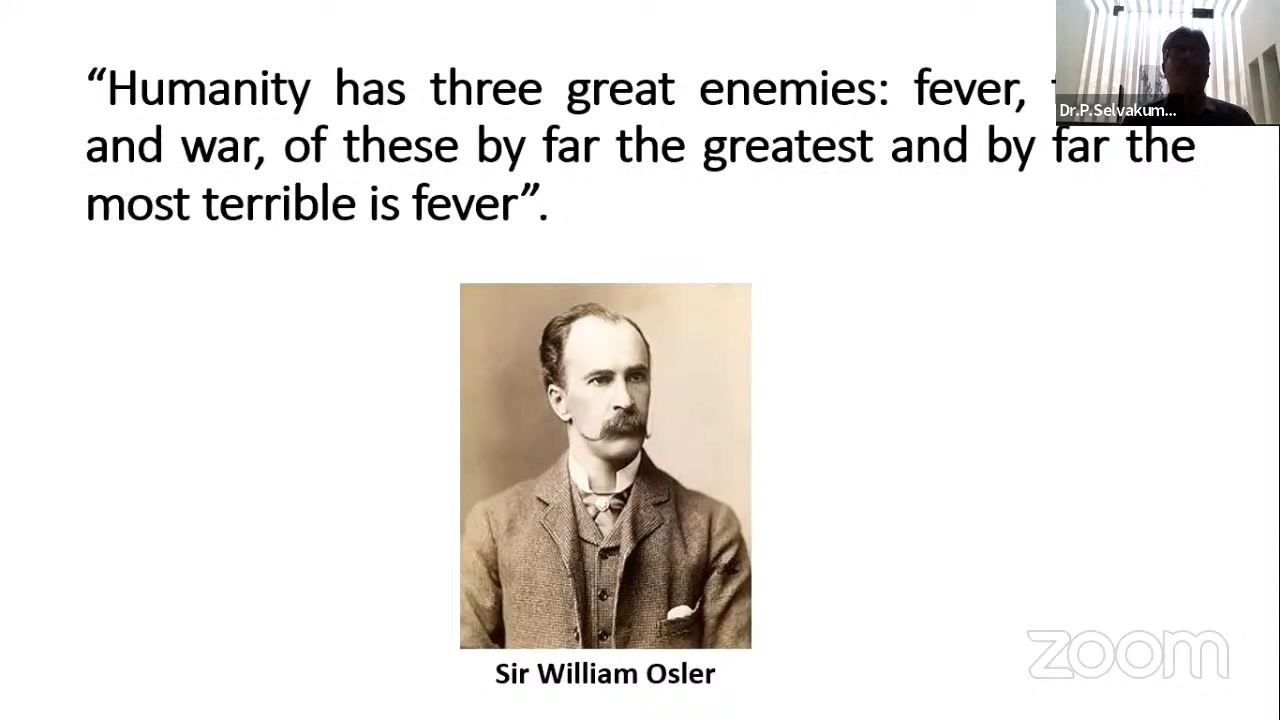 “Humanity has three great enemies: fever,
and war, of these by far the greatest and by far the
most terrible is fever”.
Dr.P.Selvakum...
Sir William Osler
zoom